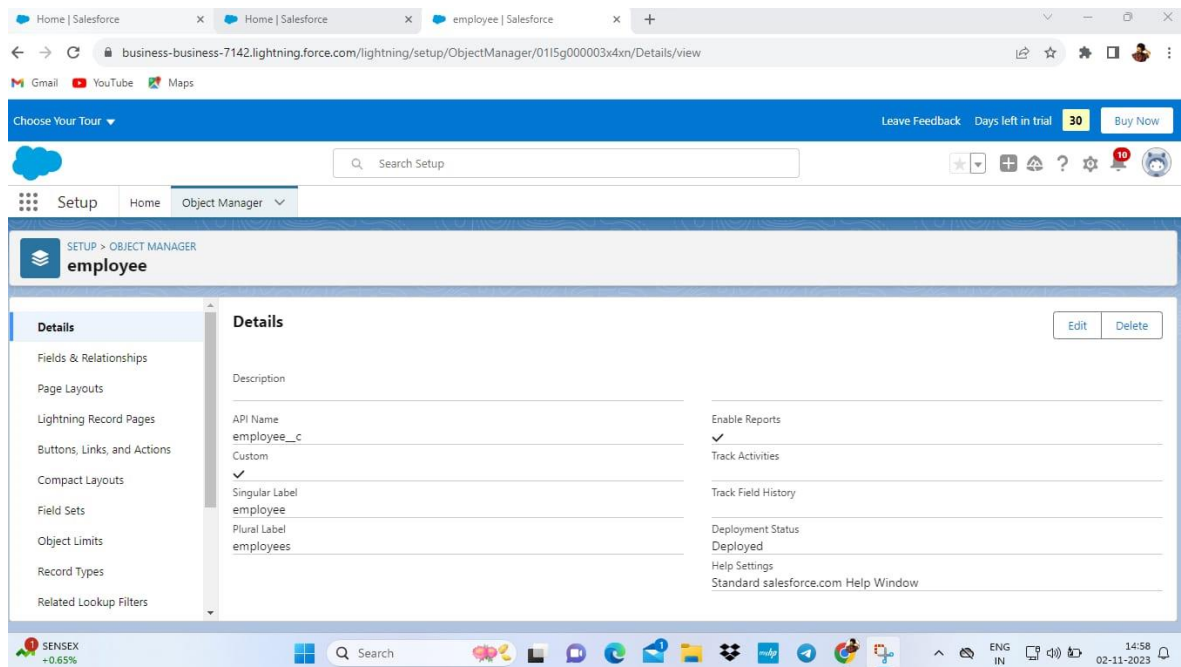 Home | Salesforce
Home | Salesforce
employee | Salesforce
business-business-7142.lightning.force.com/lightning/setup/ObjectManager/01I5g000003x4xn/Details/view
Gmail YouTube Maps
Choose Your Tour
Leave Feedback Days left in trial 30 Buy Now
Search Setup
10
Setup Home Object Manager
SETUP > OBJECT MANAGER
employee
Details
Fields & Relationships
Page Layouts
Lightning Record Pages
Buttons, Links, and Actions
Compact Layouts
Field Sets
Object Limits
Record Types
Related Lookup Filters
Details
Edit Delete
Description
API Name
employee__c
Custom
Singular Label
employee
Plural Label
employees
Enable Reports
Track Activities
Track Field History
Deployment Status
Deployed
Help Settings
Standard salesforce.com Help Window
1
SENSEX
+0.65%
Search
1
mhp
ENG
IN
14:58
02-11-2023